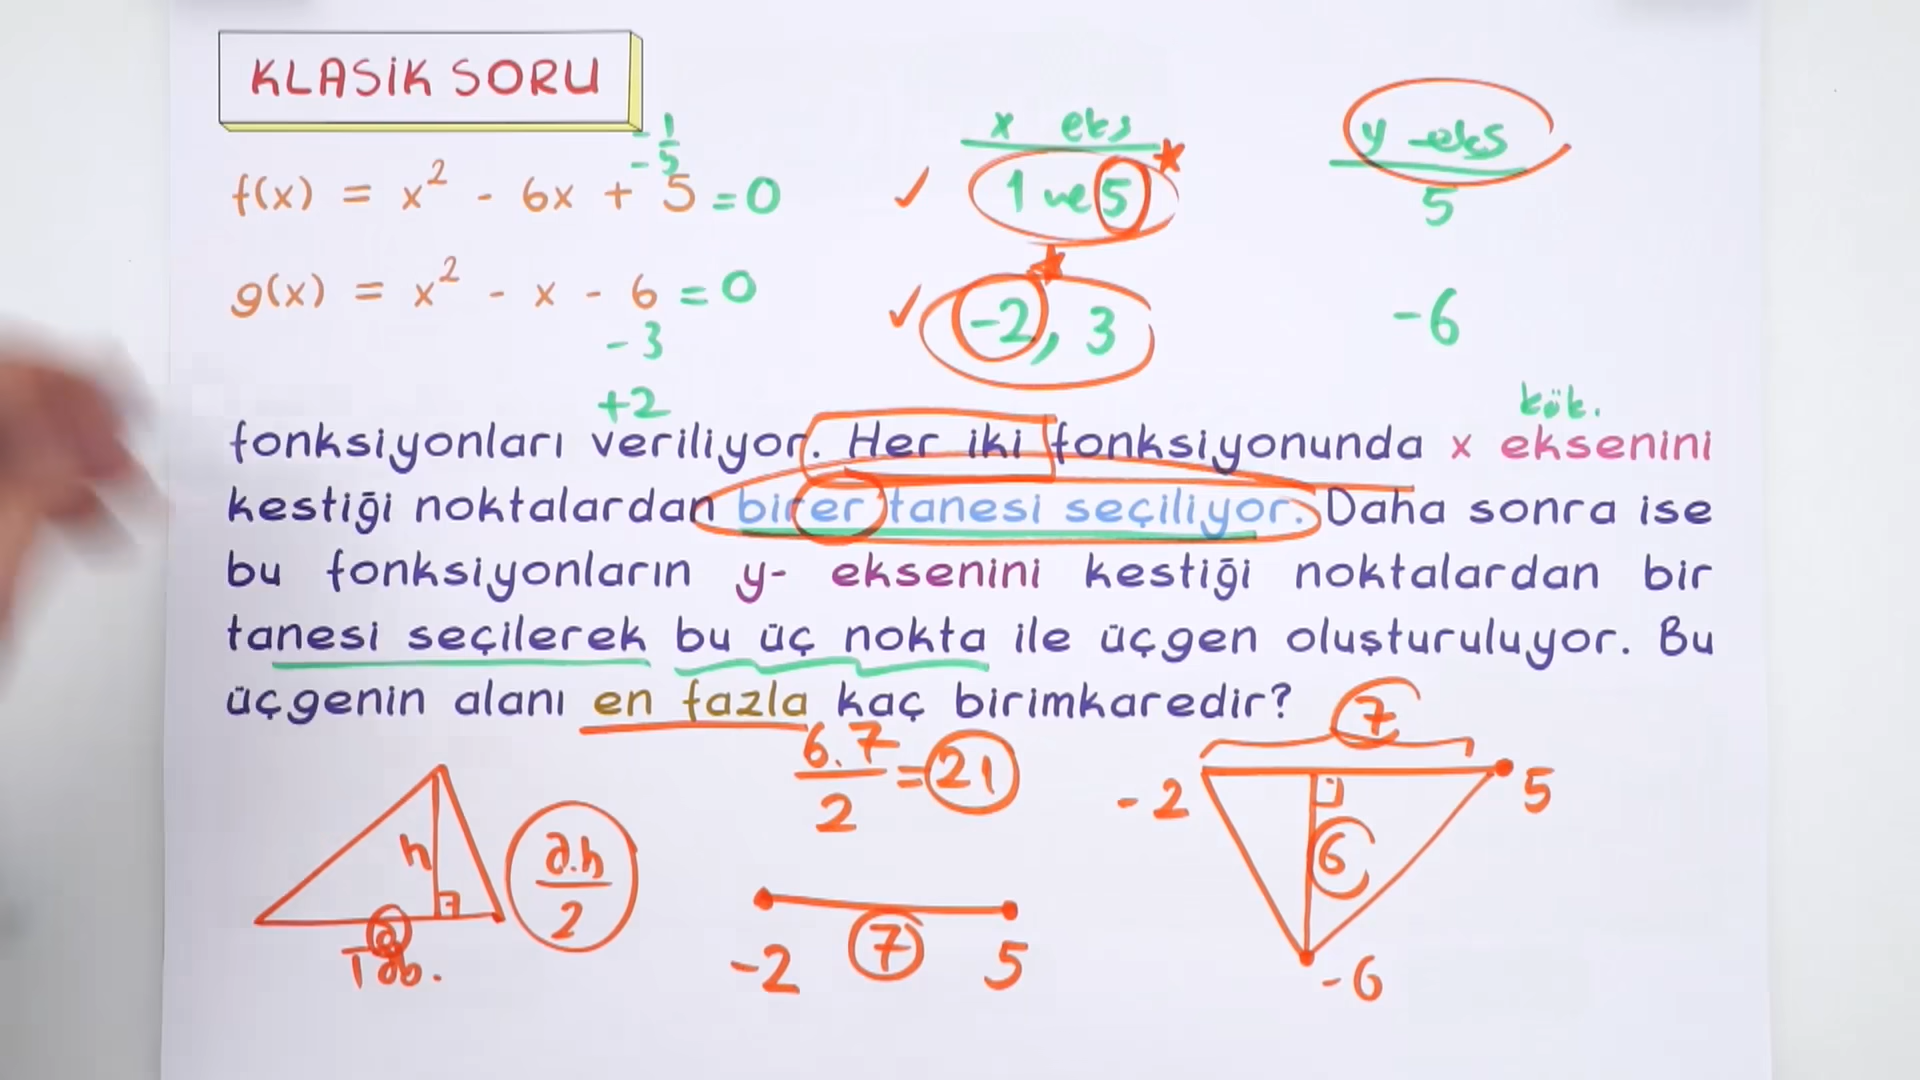 KLASİK SORU
-1
-5
x eks
y-eks
f(x) = x² - 6x + 5 = 0
1 ve 5
5
g(x) = x² - x - 6 = 0
-2, 3
-6
-3
+2
kök.
fonksiyonları veriliyor. Her iki fonksiyonunda x eksenini
kestiği noktalardan birer tanesi seçiliyor. Daha sonra ise
bu fonksiyonların y- eksenini kestiği noktalardan bir
tanesi seçilerek bu üç nokta ile üçgen oluşturuluyor. Bu
üçgenin alanı en fazla kaç birimkaredir?
6.7/2 = 21
7
-2
5
h
a.h/2
6
a
7
-2
5
-6